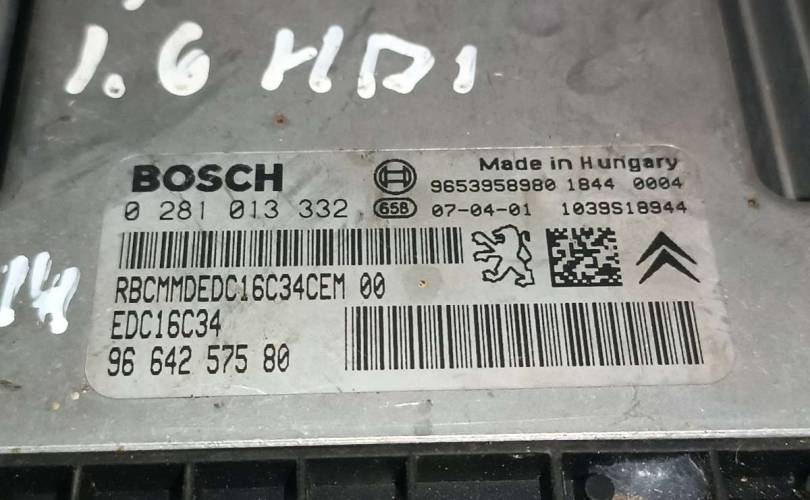 1.6 HDi
BOSCH
Made in Hungary
9653958980 1844 0004
0 281 013 332 65B 07-04-01 1039S18944
RBCMMDEDC16C34CEM 00
EDC16C34
96 642 575 80